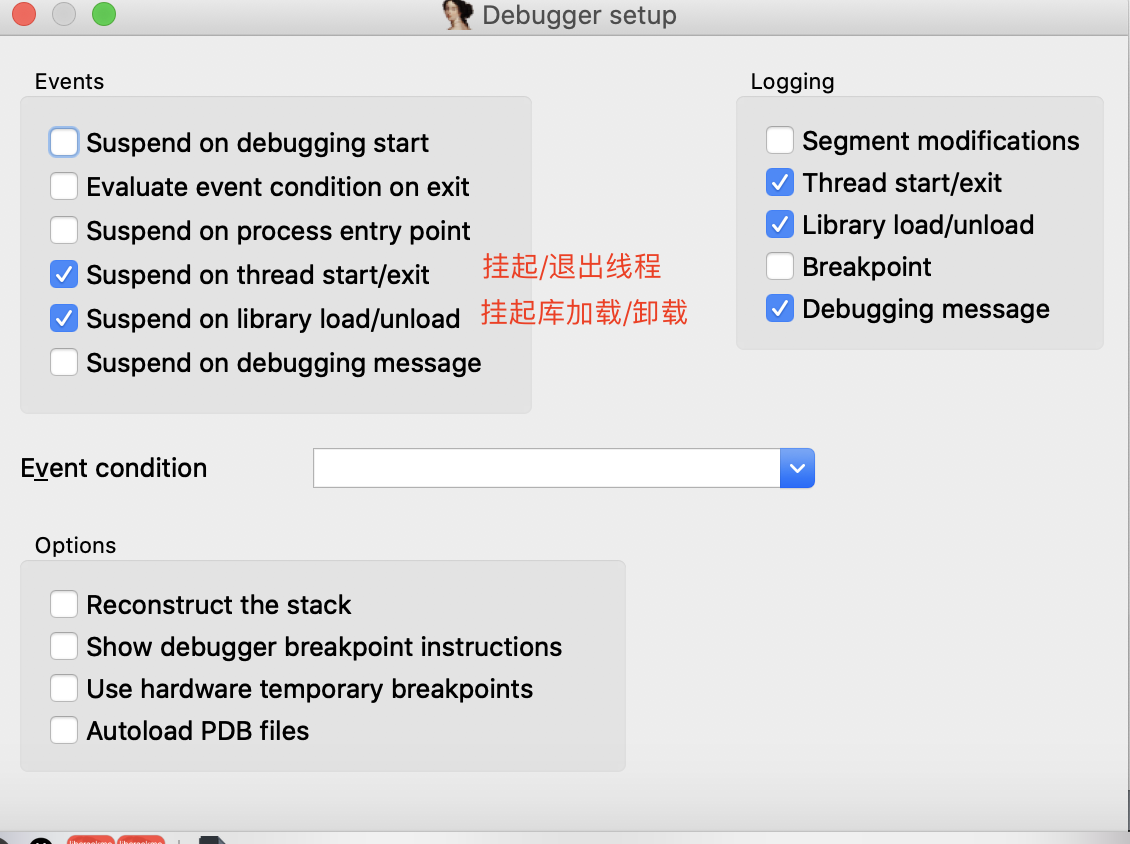 Debugger setup
Events
Suspend on debugging start
Evaluate event condition on exit
Suspend on process entry point
Suspend on thread start/exit 挂起/退出线程
Suspend on library load/unload 挂起库加载/卸载
Suspend on debugging message
Logging
Segment modifications
Thread start/exit
Library load/unload
Breakpoint
Debugging message
Event condition
Options
Reconstruct the stack
Show debugger breakpoint instructions
Use hardware temporary breakpoints
Autoload PDB files